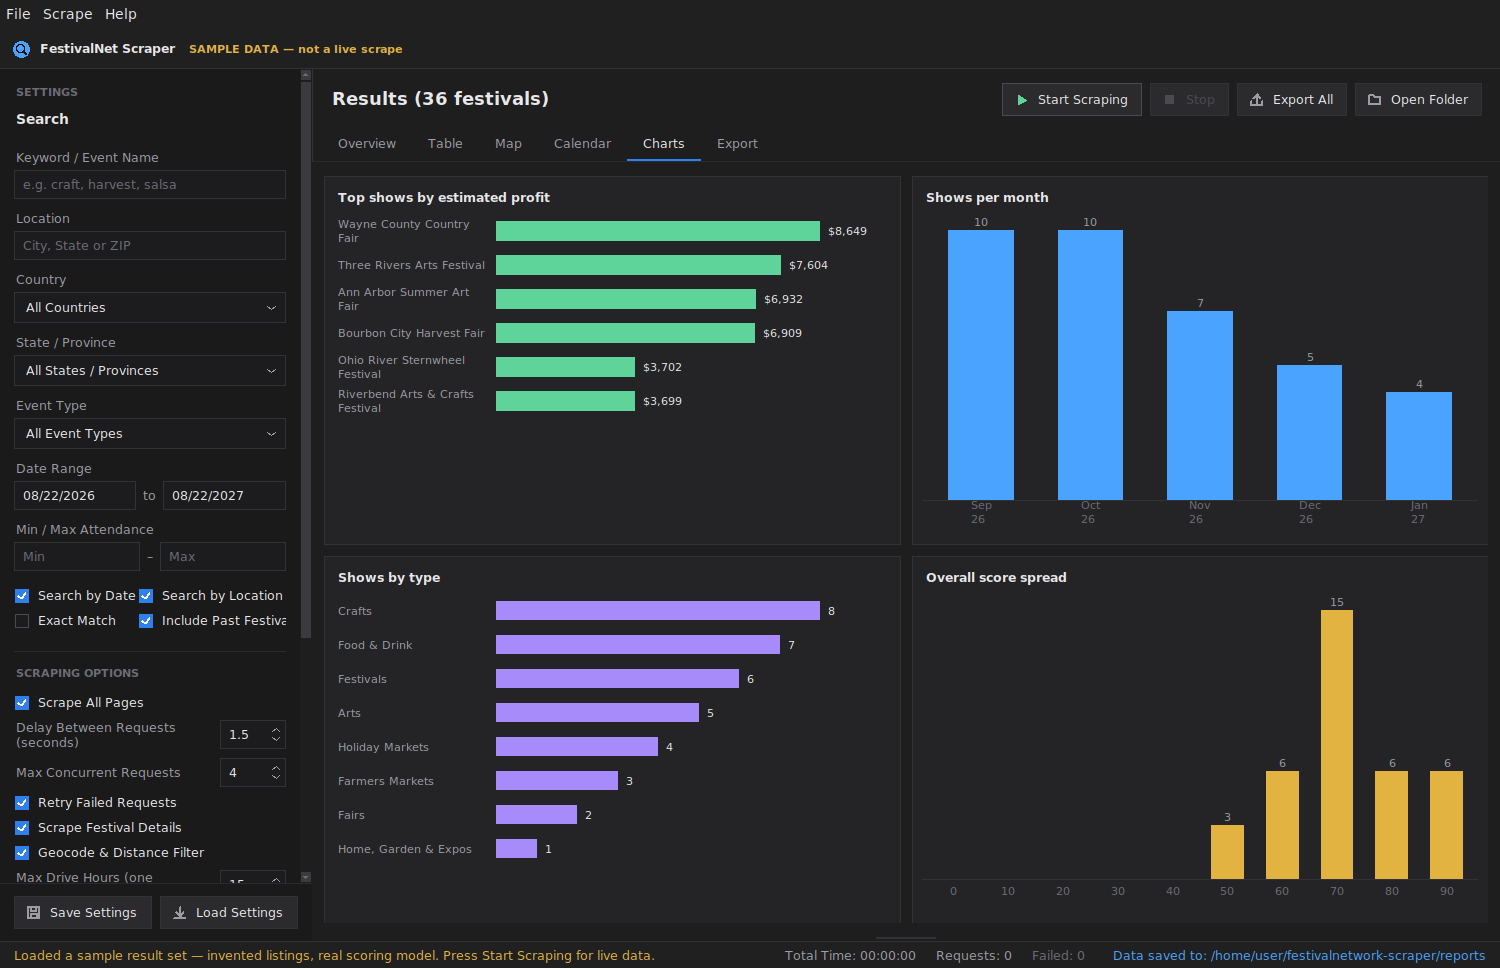 File Scrape Help
FestivalNet Scraper SAMPLE DATA — not a live scrape
SETTINGS
Search
Keyword / Event Name
e.g. craft, harvest, salsa
Location
City, State or ZIP
Country
All Countries
State / Province
All States / Provinces
Event Type
All Event Types
Date Range
08/22/2026 to 08/22/2027
Min / Max Attendance
Min – Max
Search by Date Search by Location
Exact Match Include Past Festiva
SCRAPING OPTIONS
Scrape All Pages
Delay Between Requests
(seconds)
1.5
Max Concurrent Requests 4
Retry Failed Requests
Scrape Festival Details
Geocode & Distance Filter
Max Drive Hours (one
15
Save Settings Load Settings
Results (36 festivals)
Start Scraping Stop Export All Open Folder
Overview Table Map Calendar Charts Export
Top shows by estimated profit
Wayne County Country
Fair
$8,649
Three Rivers Arts Festival $7,604
Ann Arbor Summer Art
Fair
$6,932
Bourbon City Harvest Fair $6,909
Ohio River Sternwheel
Festival
$3,702
Riverbend Arts & Crafts
Festival
$3,699
Shows per month
10 10 7 5 4
Sep Oct Nov Dec Jan
26 26 26 26 27
Shows by type
Crafts 8
Food & Drink 7
Festivals 6
Arts 5
Holiday Markets 4
Farmers Markets 3
Fairs 2
Home, Garden & Expos 1
Overall score spread
3 6 15 6 6
0 10 20 30 40 50 60 70 80 90
Loaded a sample result set — invented listings, real scoring model. Press Start Scraping for live data. Total Time: 00:00:00 Requests: 0 Failed: 0 Data saved to: /home/user/festivalnetwork-scraper/reports